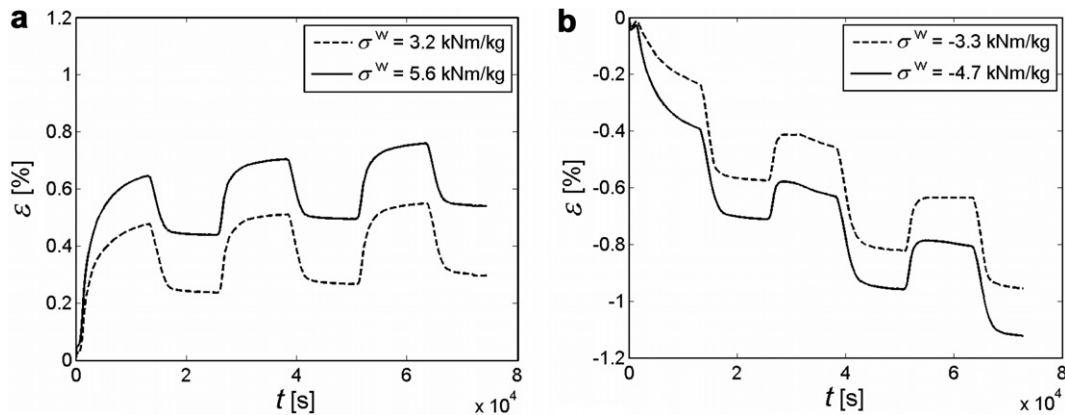 a
1.2
1
0.8
0.6
0.4
0.2
0
ε [%]
σ^w = 3.2 kNm/kg
σ^w = 5.6 kNm/kg
0 2 4 6 8 0
t [s]
x 10^4
b
0
-0.2
-0.4
-0.6
-0.8
-1
-1.2
ε [%]
σ^w = -3.3 kNm/kg
σ^w = -4.7 kNm/kg
0 2 4 6 80
t [s]
x 10^4